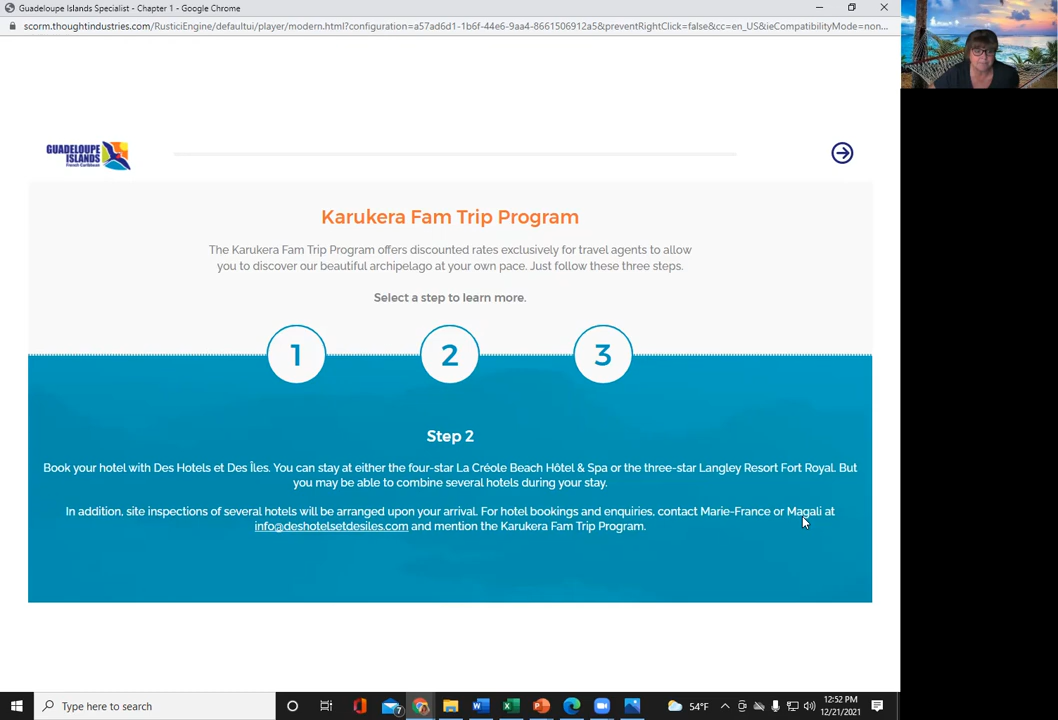 Guadeloupe Islands Specialist - Chapter 1 - Google Chrome
scorm.thoughtindustries.com/RusticiEngine/defaultui/player/modern.html?configuration=a57ad6d1-1b6f-44e6-9aa4-8661506912a5&preventRightClick=false&cc=en_US&ieCompatibilityMode=non...
GUADELOUPE
ISLANDS
French Caribbean
Karukera Fam Trip Program
The Karukera Fam Trip Program offers discounted rates exclusively for travel agents to allow
you to discover our beautiful archipelago at your own pace. Just follow these three steps.
Select a step to learn more.
1 2 3
Step 2
Book your hotel with Des Hotels et Des Îles. You can stay at either the four-star La Créole Beach Hôtel & Spa or the three-star Langley Resort Fort Royal. But
you may be able to combine several hotels during your stay.
In addition, site inspections of several hotels will be arranged upon your arrival. For hotel bookings and enquiries, contact Marie-France or Magali at
info@deshotelsetdesiles.com and mention the Karukera Fam Trip Program.
Type here to search
7
54°F
12:52 PM
12/21/2021